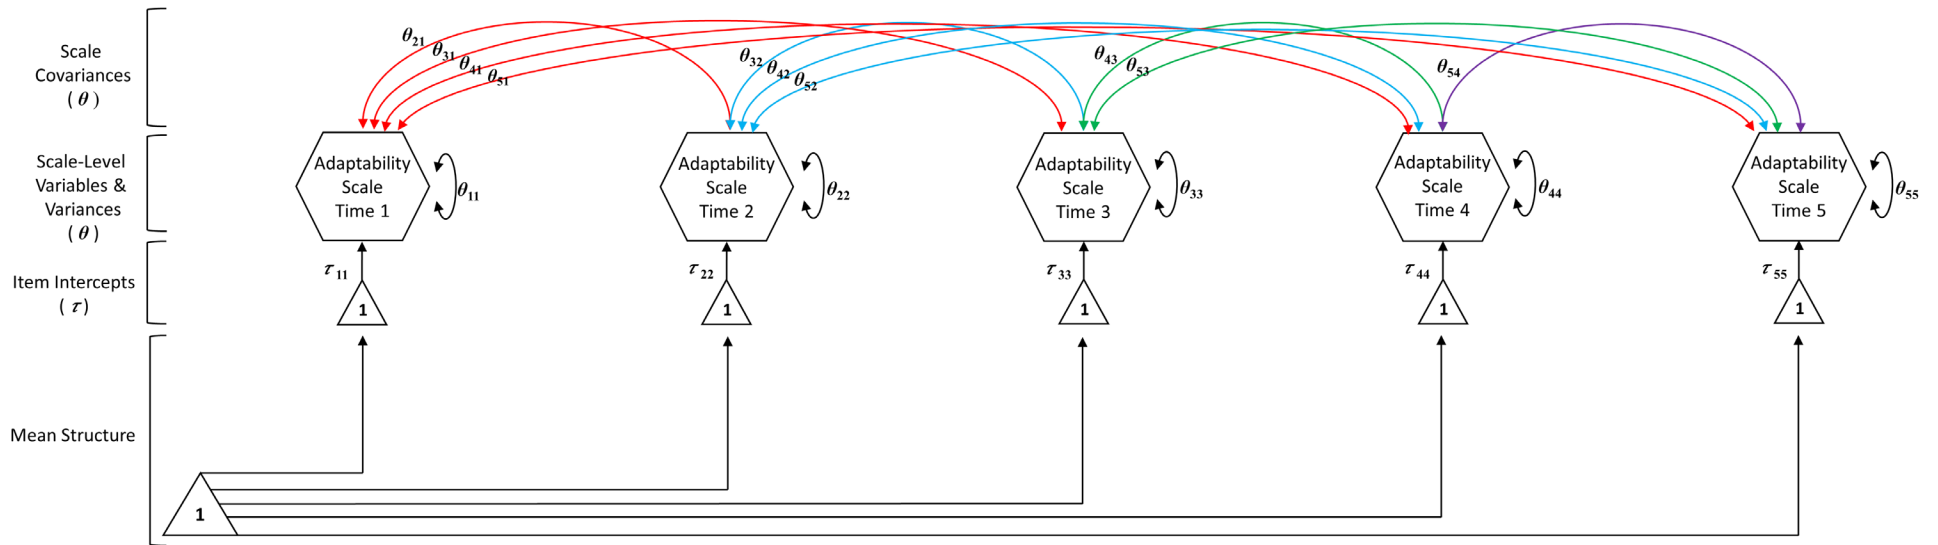 Scale
Covariances
( θ )
θ21
θ31
θ41
θ51
θ32
θ42
θ52
θ43
θ53
θ54
Scale-Level
Variables &
Variances
( θ )
Adaptability
Scale
Time 1
θ11
Adaptability
Scale
Time 2
θ22
Adaptability
Scale
Time 3
θ33
Adaptability
Scale
Time 4
θ44
Adaptability
Scale
Time 5
θ55
Item Intercepts
( τ )
τ11
1
τ22
1
τ33
1
τ44
1
τ55
1
Mean Structure
1